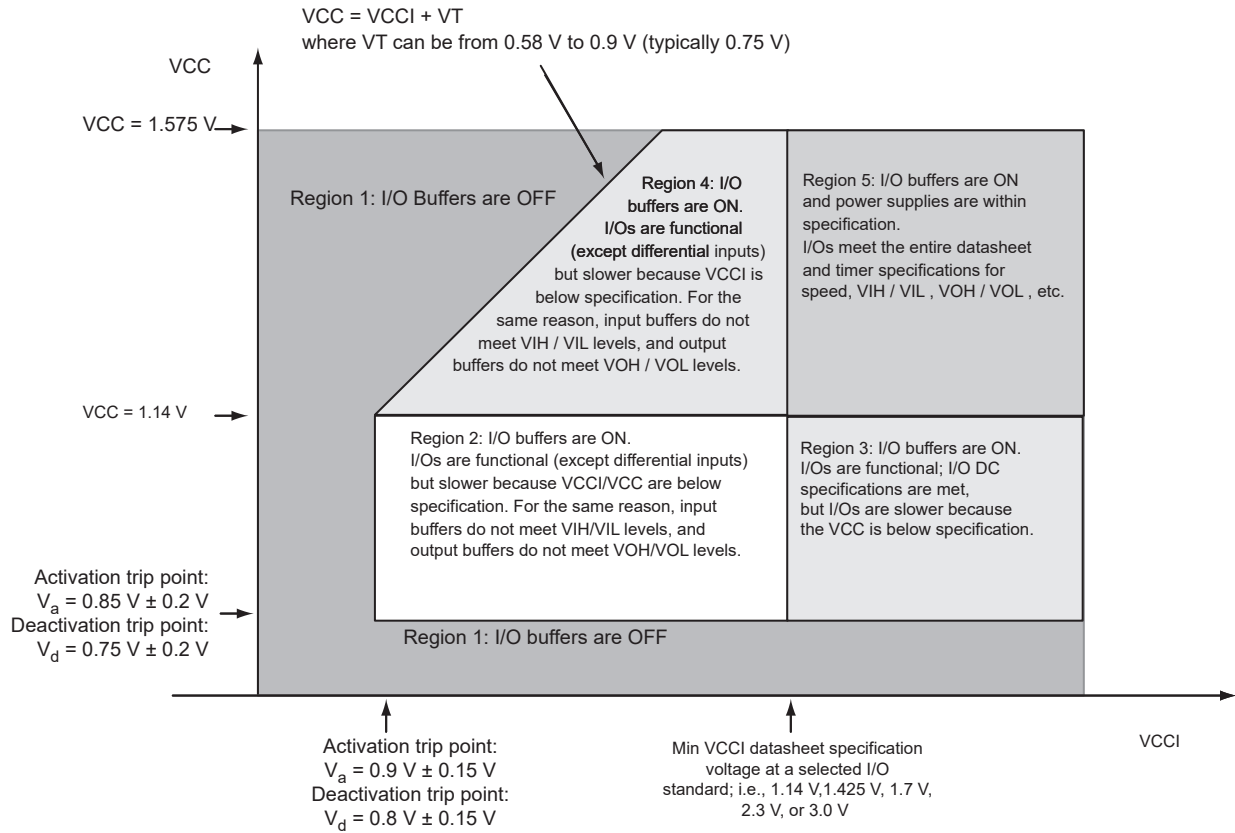 VCC = VCCI + VT
where VT can be from 0.58 V to 0.9 V (typically 0.75 V)
VCC
VCC = 1.575 V
Region 1: I/O Buffers are OFF
Region 4: I/O
buffers are ON.
I/Os are functional
(except differential inputs)
but slower because VCCI is
below specification. For the
same reason, input buffers do not
meet VIH / VIL levels, and output
buffers do not meet VOH / VOL levels.
Region 5: I/O buffers are ON
and power supplies are within
specification.
I/Os meet the entire datasheet
and timer specifications for
speed, VIH / VIL , VOH / VOL , etc.
VCC = 1.14 V
Region 2: I/O buffers are ON.
I/Os are functional (except differential inputs)
but slower because VCCI/VCC are below
specification. For the same reason, input
buffers do not meet VIH/VIL levels, and
output buffers do not meet VOH/VOL levels.
Region 3: I/O buffers are ON.
I/Os are functional; I/O DC
specifications are met,
but I/Os are slower because
the VCC is below specification.
Activation trip point:
Va = 0.85 V ± 0.2 V
Deactivation trip point:
Vd = 0.75 V ± 0.2 V
Region 1: I/O buffers are OFF
Activation trip point:
Va = 0.9 V ± 0.15 V
Deactivation trip point:
Vd = 0.8 V ± 0.15 V
Min VCCI datasheet specification
voltage at a selected I/O
standard; i.e., 1.14 V,1.425 V, 1.7 V,
2.3 V, or 3.0 V
VCCI